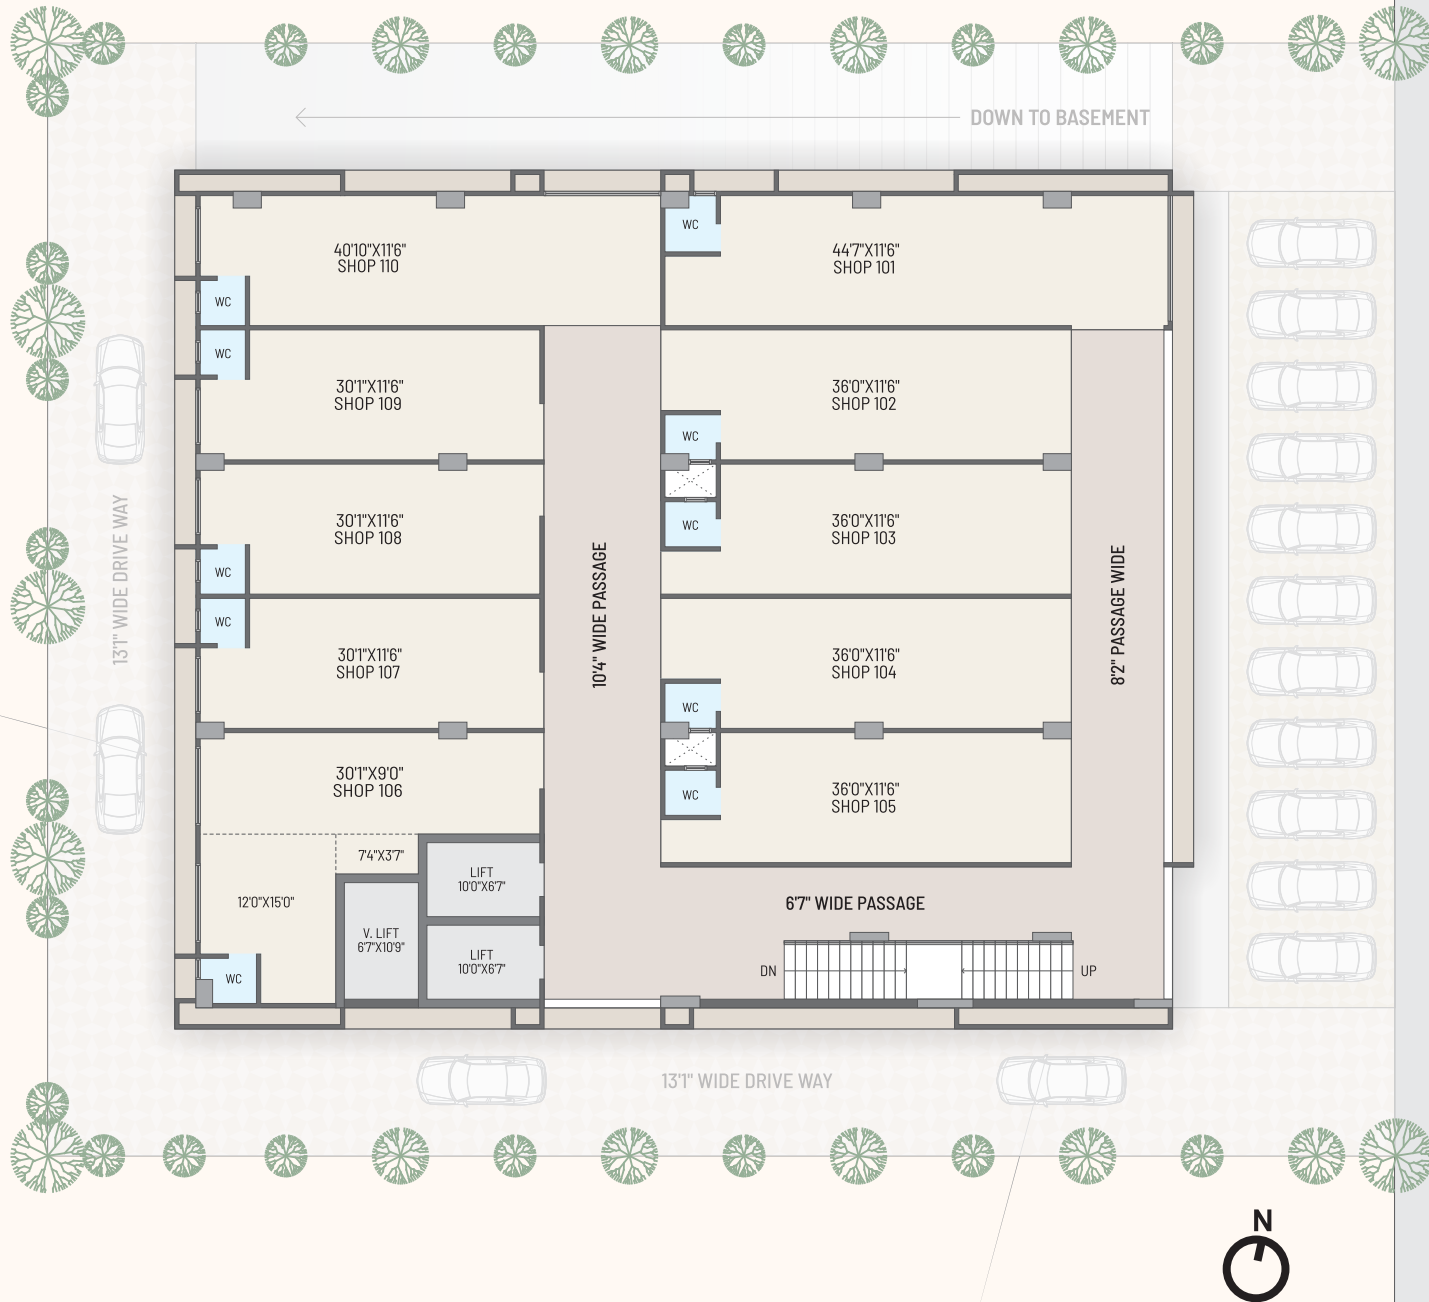 DOWN TO BASEMENT
40'10"X11'6"
SHOP 110
WC
44'7"X11'6"
SHOP 101
WC
WC
30'1"X11'6"
SHOP 109
36'0"X11'6"
SHOP 102
WC
30'1"X11'6"
SHOP 108
WC
36'0"X11'6"
SHOP 103
WC
13'1" WIDE DRIVE WAY
10'4" WIDE PASSAGE
8'2" PASSAGE WIDE
WC
30'1"X11'6"
SHOP 107
36'0"X11'6"
SHOP 104
WC
30'1"X9'0"
SHOP 106
WC
36'0"X11'6"
SHOP 105
7'4"X3'7"
LIFT
10'0"X6'7"
12'0"X15'0"
6'7" WIDE PASSAGE
V. LIFT
6'7"X10'9"
LIFT
10'0"X6'7"
WC
DN
UP
13'1" WIDE DRIVE WAY
N